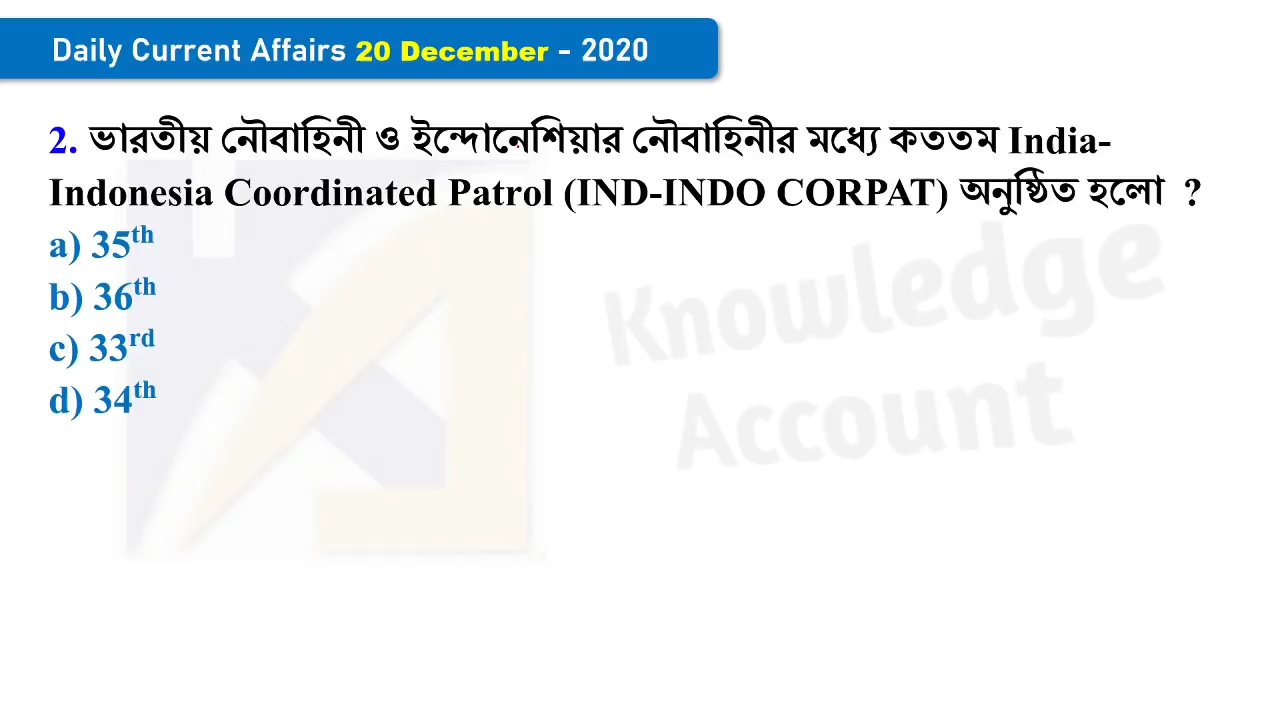 Daily Current Affairs 20 December - 2020
2. ভারতীয় নৌবাহিনী ও ইন্দোনেশিয়ার নৌবাহিনীর মধ্যে কততম India-
Indonesia Coordinated Patrol (IND-INDO CORPAT) অনুষ্ঠিত হলো ?
a) 35th
b) 36th
c) 33rd
d) 34th
Knowledge
Account